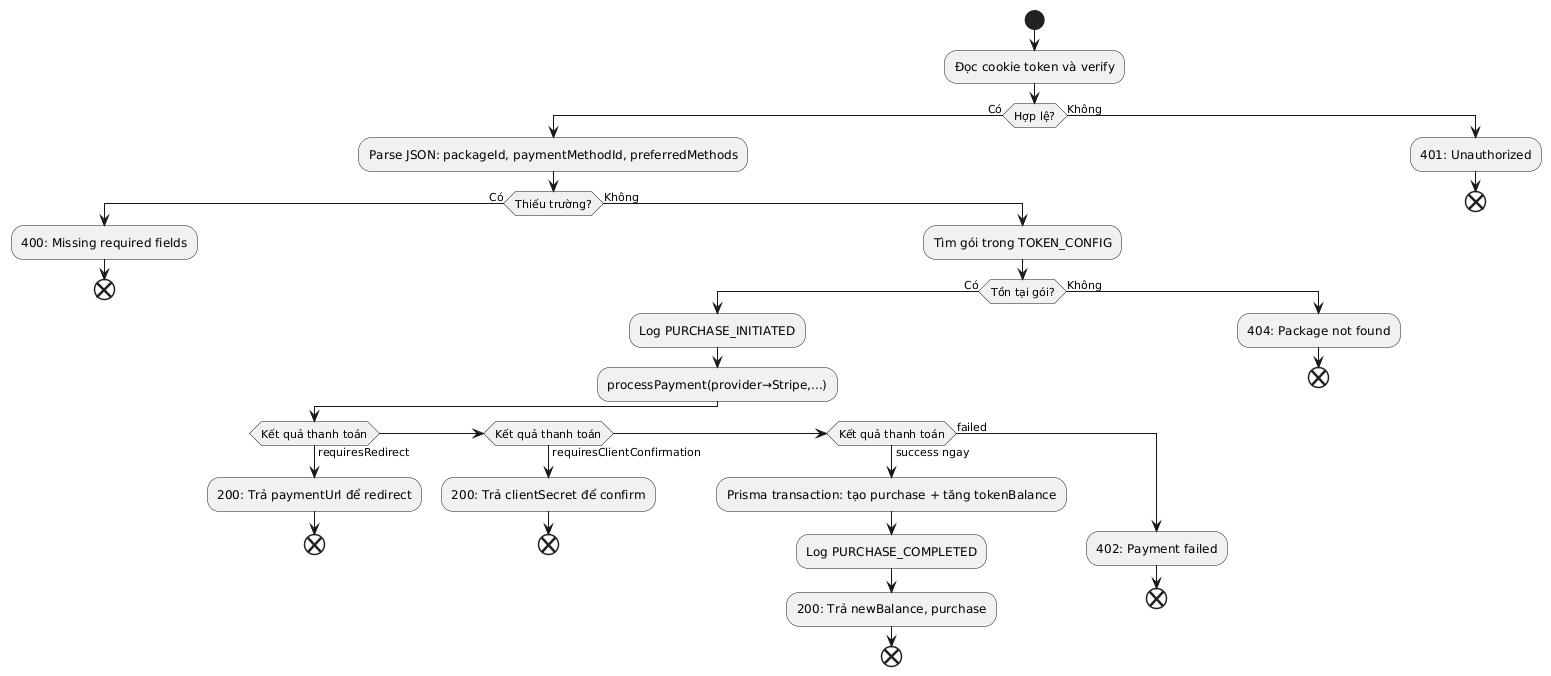 Đọc cookie token và verify
Có
Hợp lệ?
Không
Parse JSON: packageId, paymentMethodId, preferredMethods
401: Unauthorized
Có
Thiếu trường?
Không
400: Missing required fields
Tìm gói trong TOKEN_CONFIG
Có
Tồn tại gói?
Không
Log PURCHASE_INITIATED
404: Package not found
processPayment(provider→Stripe,...)
Kết quả thanh toán
Kết quả thanh toán
Kết quả thanh toán
failed
requiresRedirect
requiresClientConfirmation
success ngay
200: Trả paymentUrl để redirect
200: Trả clientSecret để confirm
Prisma transaction: tạo purchase + tăng tokenBalance
Log PURCHASE_COMPLETED
402: Payment failed
200: Trả newBalance, purchase